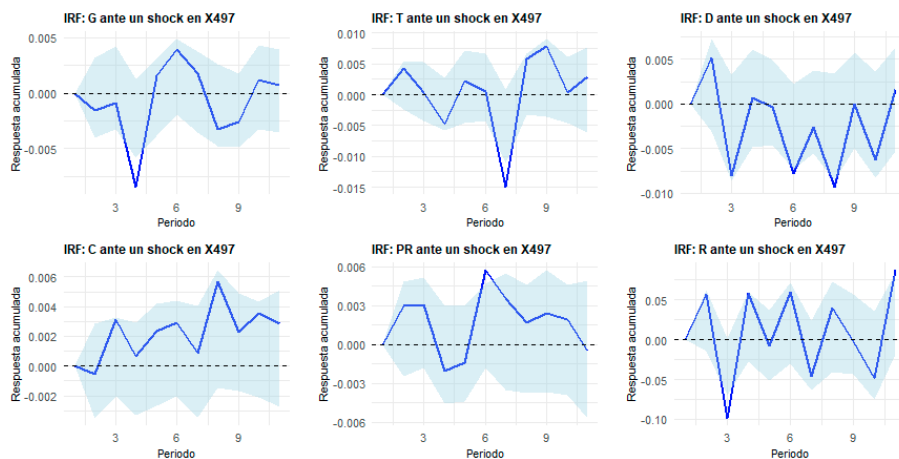 IRF: G ante un shock en X497
Respuesta acumulada
0.005
0.000
-0.005
3 6 9
Periodo
IRF: T ante un shock en X497
Respuesta acumulada
0.010
0.005
0.000
-0.005
-0.010
-0.015
3 6 9
Periodo
IRF: D ante un shock en X497
Respuesta acumulada
0.005
0.000
-0.005
-0.010
3 6 9
Periodo
IRF: C ante un shock en X497
Respuesta acumulada
0.006
0.004
0.002
0.000
-0.002
3 6 9
Periodo
IRF: PR ante un shock en X497
Respuesta acumulada
0.006
0.003
0.000
-0.003
-0.006
3 6 9
Periodo
IRF: R ante un shock en X497
Respuesta acumulada
0.05
0.00
-0.05
-0.10
3 6 9
Periodo